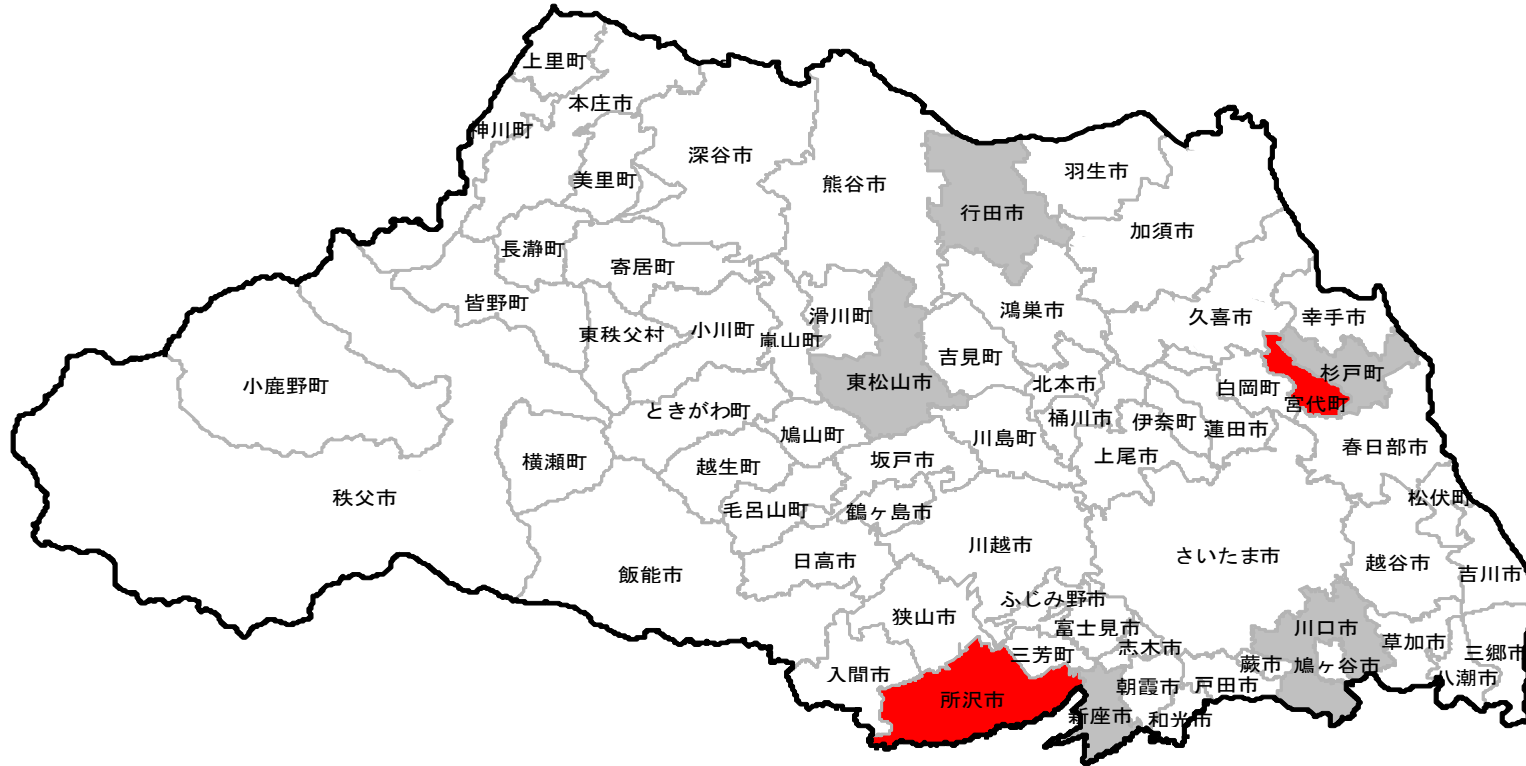 上里町
本庄市
神川町
美里町
深谷市
熊谷市
行田市
羽生市
加須市
長瀞町
寄居町
皆野町
東秩父村
小川町
嵐山町
滑川町
吉見町
鴻巣市
久喜市
幸手市
杉戸町
宮代町
白岡町
小鹿野町
東松山市
北本市
桶川市
伊奈町
蓮田市
ときがわ町
鳩山町
川島町
上尾市
春日部市
横瀬町
越生町
坂戸市
秩父市
毛呂山町
鶴ヶ島市
松伏町
日高市
川越市
さいたま市
越谷市
吉川市
飯能市
狭山市
ふじみ野市
富士見市
志木市
三芳町
川口市
草加市
三郷市
入間市
所沢市
新座市
朝霞市
和光市
戸田市
蕨市
鳩ヶ谷市
八潮市